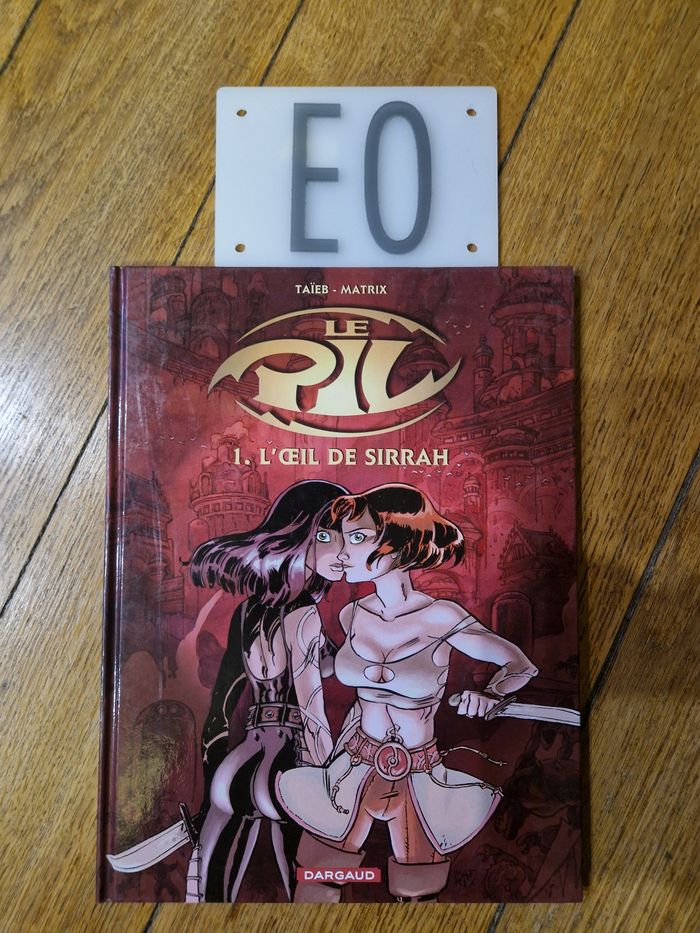 EO
TAÏEB - MATRIX
LE
PIL
1. L'ŒIL DE SIRRAH
DARGAUD